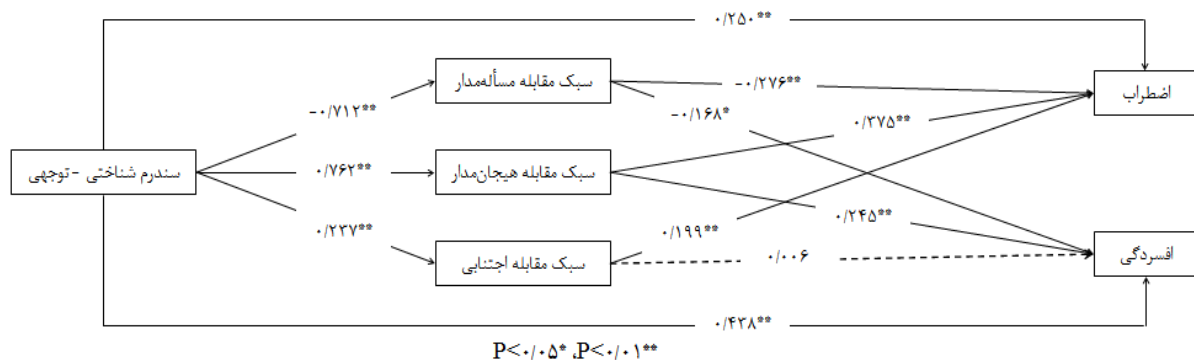 ۰/۲۵۰**
سبک مقابله مسأله‌مدار
-۰/۲۷۶**
اضطراب
-۰/۷۱۲**
-۰/۱۶۸*
۰/۳۷۵**
سندرم شناختی - توجهی
۰/۷۶۲**
سبک مقابله هیجان‌مدار
۰/۲۳۷**
۰/۱۹۹**
۰/۲۴۵**
سبک مقابله اجتنابی
۰/۰۰۶
افسردگی
۰/۴۳۸**
P<۰/۰۵* ،P<۰/۰۱**